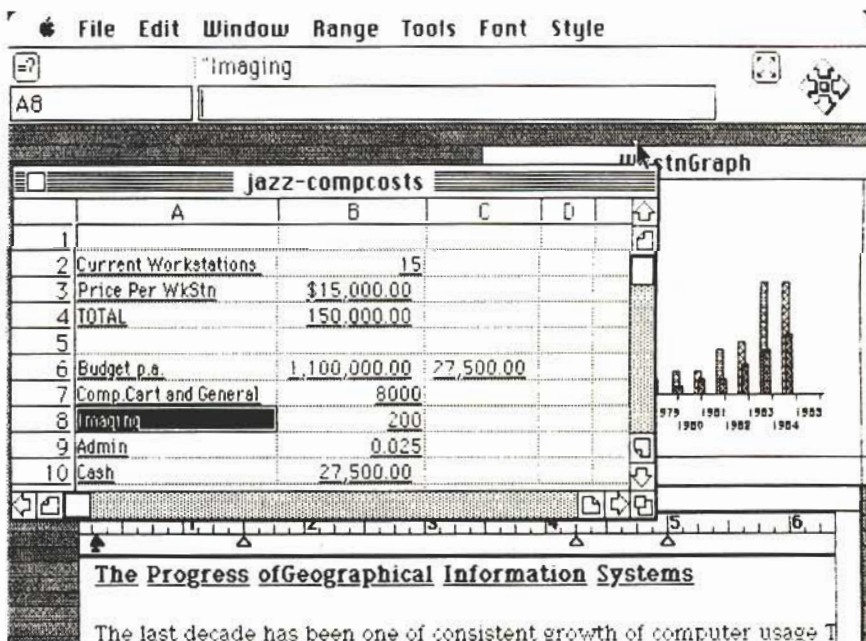 File Edit Window Range Tools Font Style
=? "Imaging
A8
WkstnGraph
jazz-compcosts
A B C D
1
2 Current Workstations 15
3 Price Per WkStn $15,000.00
4 TOTAL 150,000.00
5
6 Budget p.a. 1,100,000.00 27,500.00
7 Comp.Cart and General 8000
8 Imaging 200
9 Admin 0.025
10 Cash 27,500.00
979 1981 1983 1985
1980 1982 1984
1 2 3 4 5 6
The Progress ofGeographical Information Systems
The last decade has been one of consistent growth of computer usage T